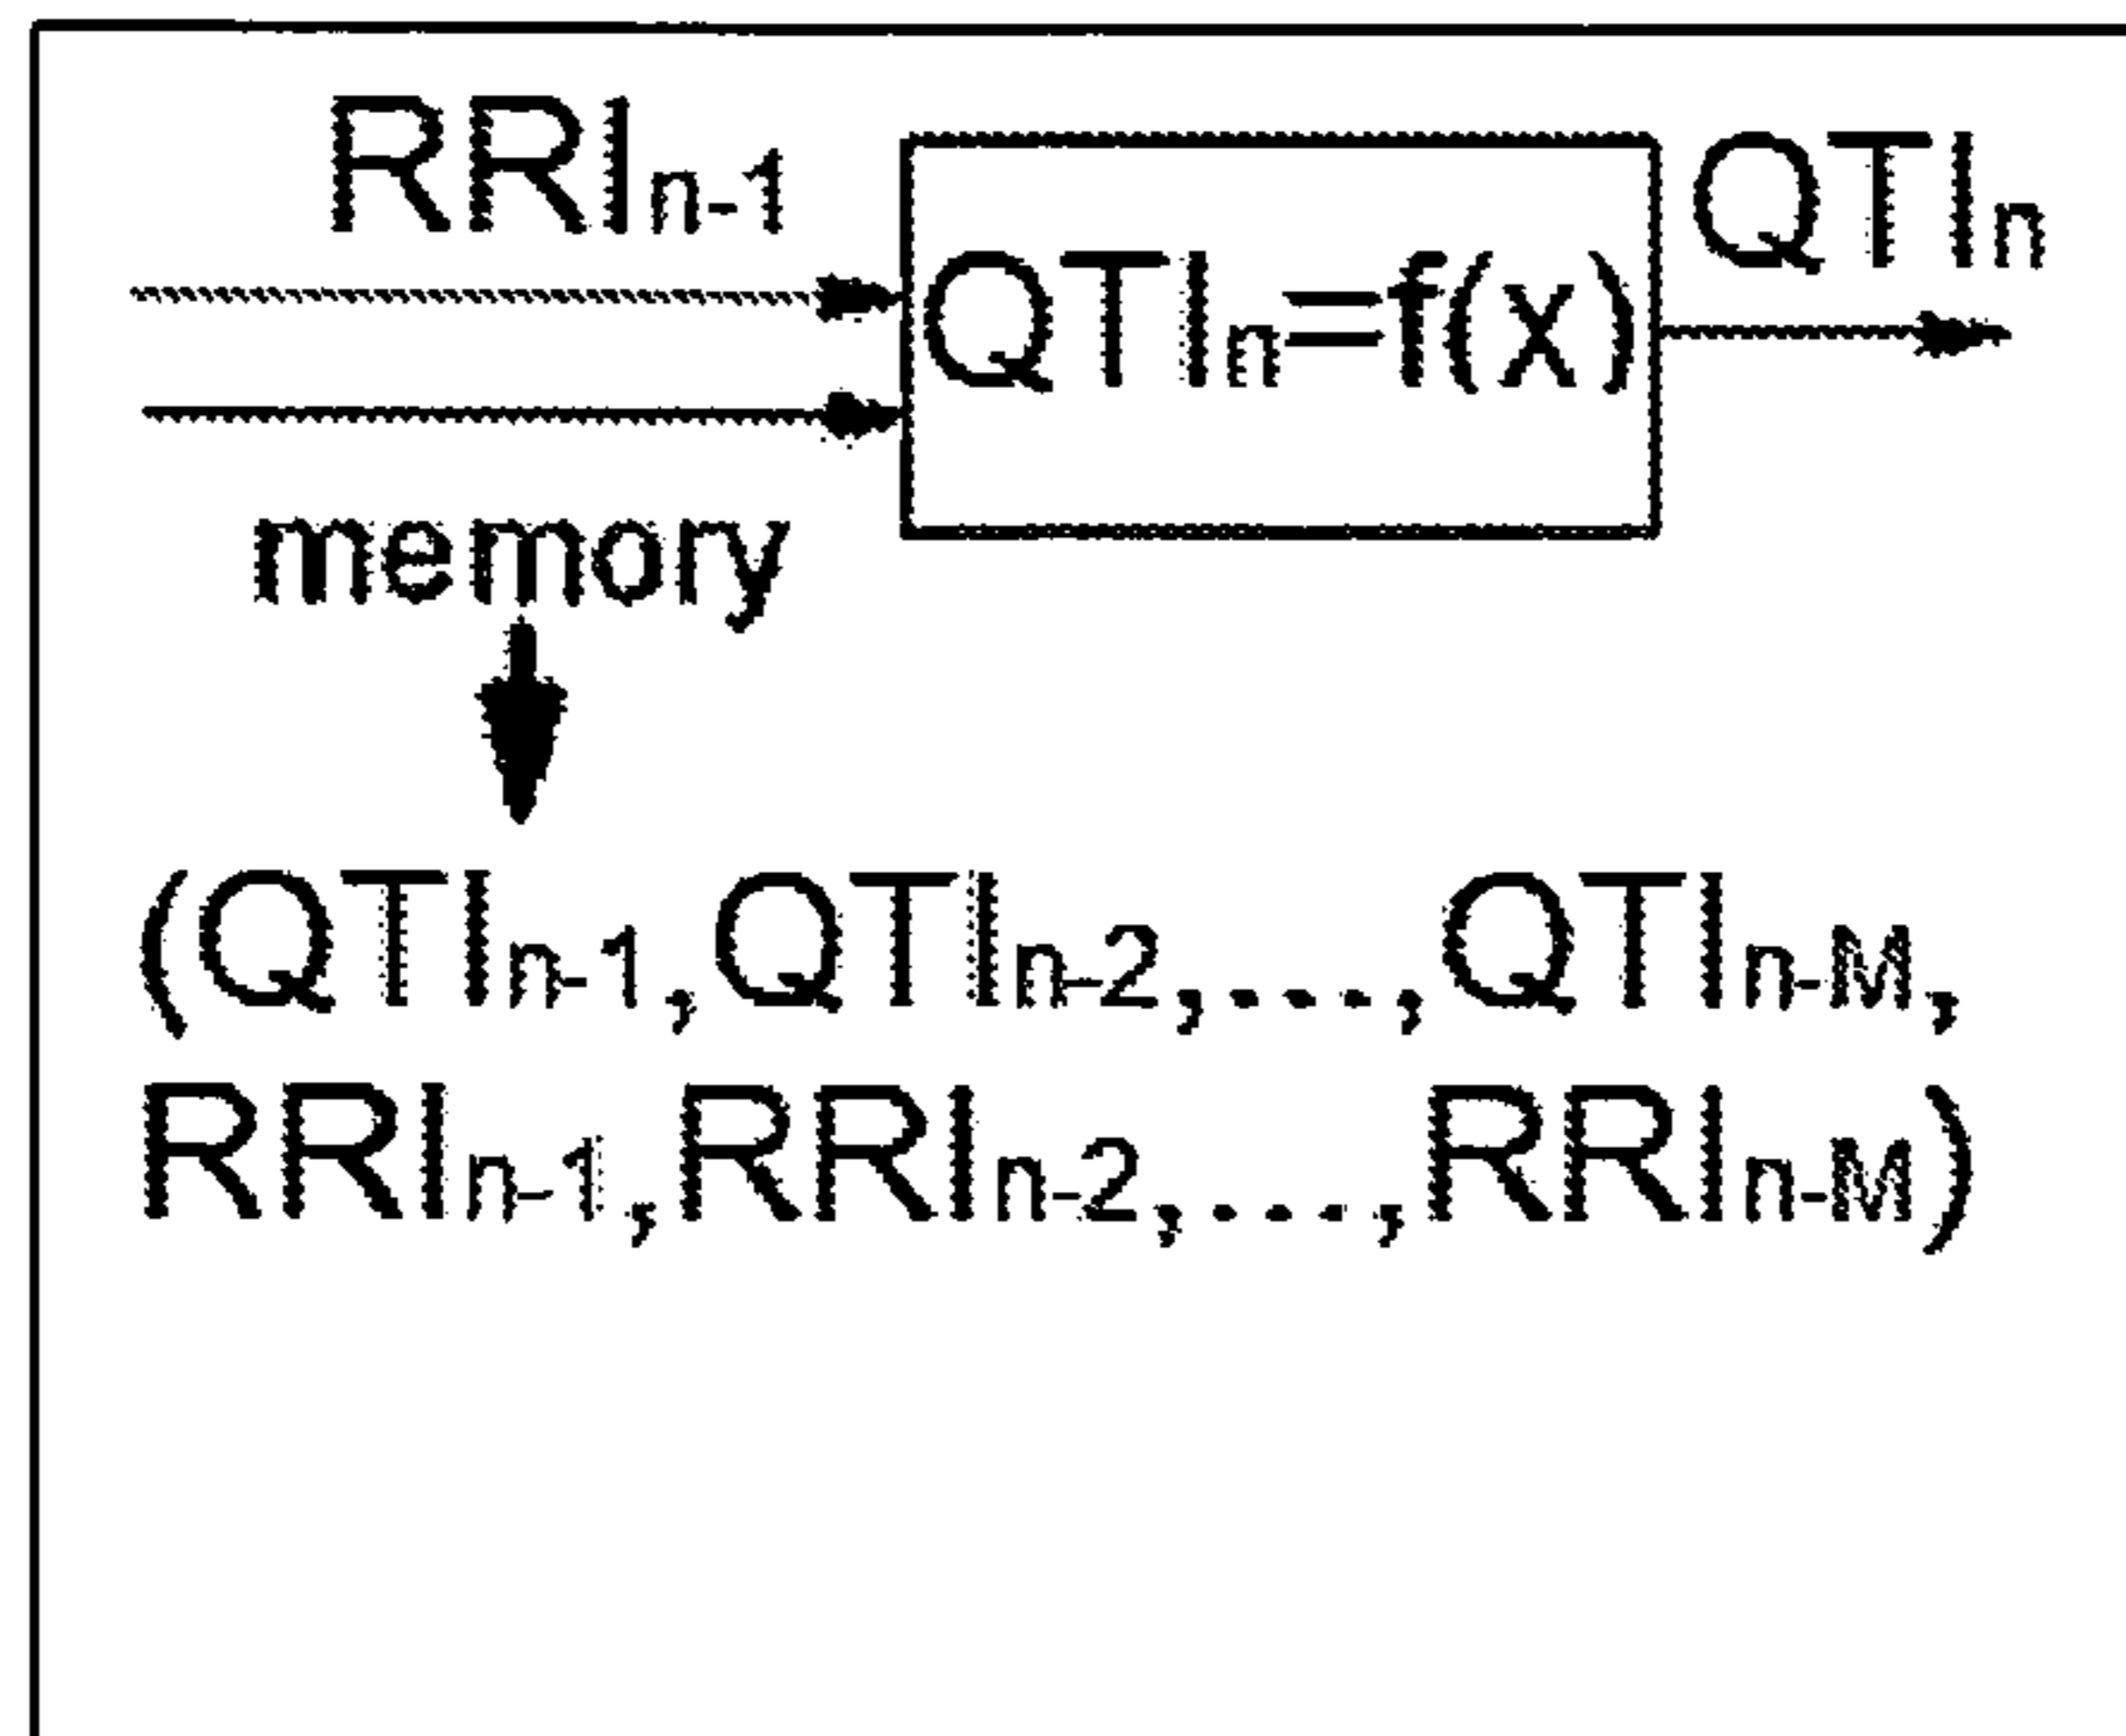 RRIn-1
QTIn
QTIn=f(x)
memory
(QTIn-1,QTIn-2,...,QTIn-M,
RRIn-1,RRIn-2,...,RRIn-M)